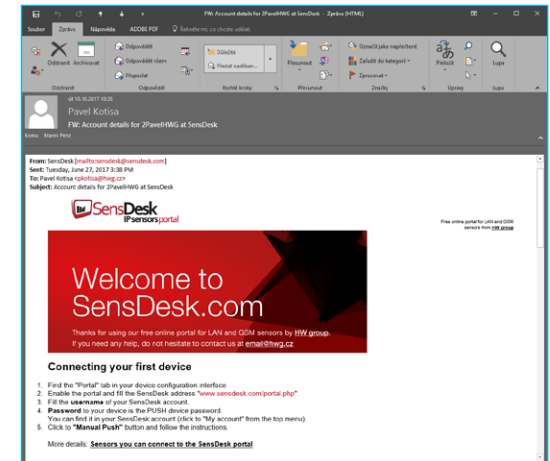 FW: Account details for 2PavelHWG at SensDesk - Zpráva (HTML)
Soubor Zpráva Nápověda ADOBE PDF Řekněte mi, co chcete udělat.
Odstranit Archivovat
Odpovědět
Odpovědět všem
Přeposlat
Důležité
Předat nadřízen...
Přesunout
Označit jako nepřečtené
Zařadit do kategorií
Zpracovat
Přeložit
Lupa
Odstranit Odpovědět Rychlé kroky Přesunout Značky Úpravy Lupa
út 10.10.2017 10:35
Pavel Kotisa
FW: Account details for 2PavelHWG at SensDesk
Komu Marek Perz
From: SensDesk [mailto:sensdesk@sensdesk.com]
Sent: Tuesday, June 27, 2017 3:38 PM
To: Pavel Kotisa <pkotisa@hwg.cz>
Subject: Account details for 2PavelHWG at SensDesk
SensDesk
IP sensors portal
Free online portal for LAN and GSM
sensors from HW group
Welcome to
SensDesk.com
Thanks for using our free online portal for LAN and GSM sensors by HW group.
If you need any help, do not hesitate to contact us at email@hwg.cz
Connecting your first device
1. Find the "Portal" tab in your device configuration interface
2. Enable the portal and fill the SensDesk address "www.sensdesk.com/portal.php".
3. Fill the username of your SensDesk account.
4. Password to your device is the PUSH device password.
You can find it in your SensDesk account (click to "My account" from the top menu).
5. Click to "Manual Push" button and follow the instructions.
More details: Sensors you can connect to the SensDesk portal